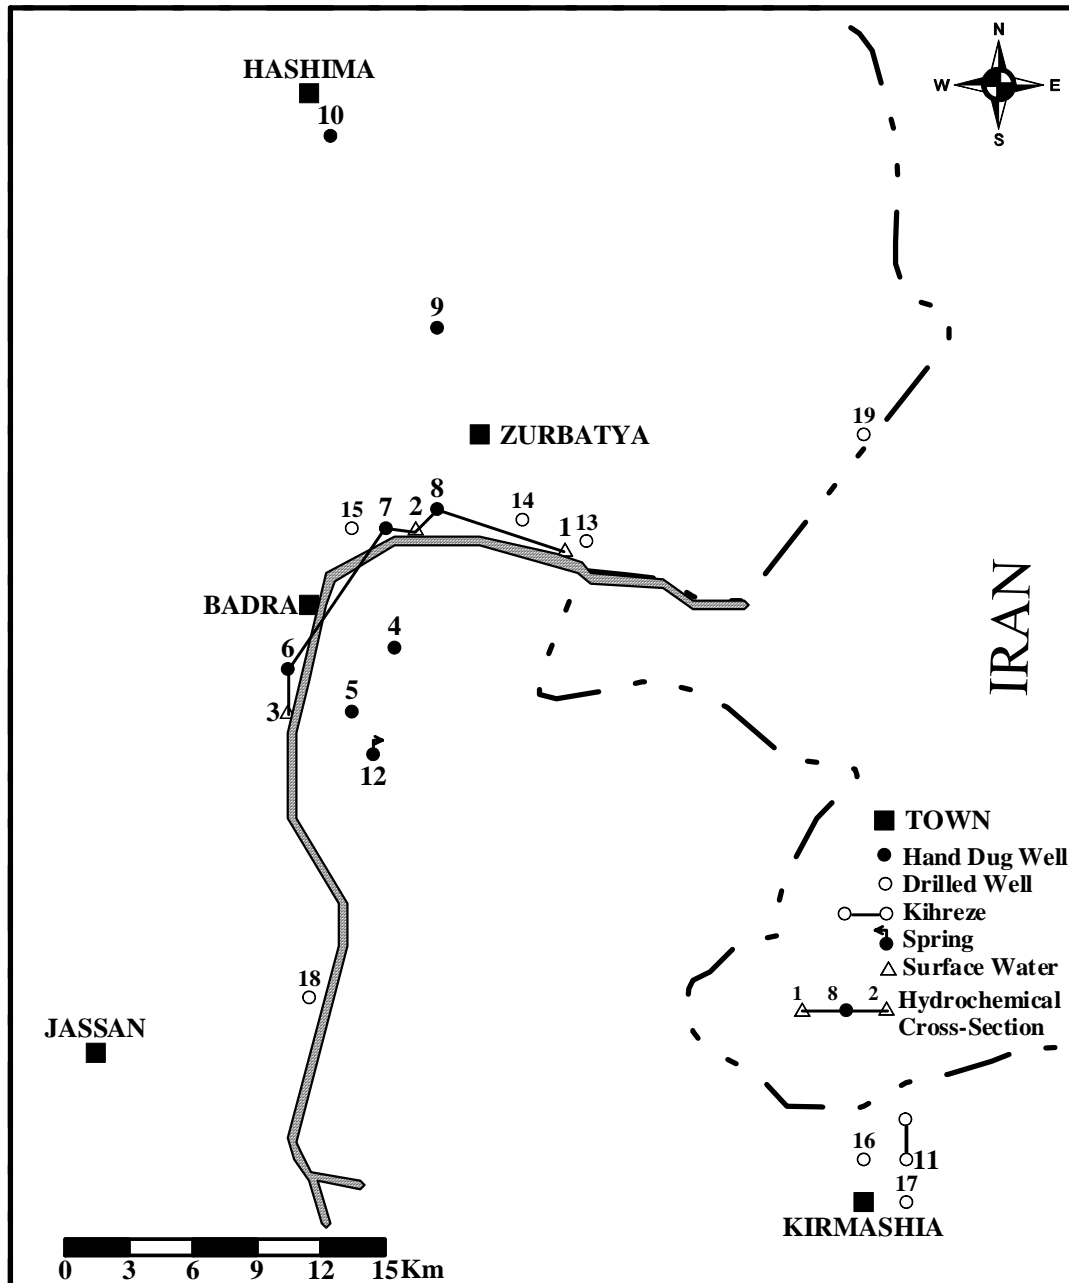 N
W
E
S
HASHIMA
10
9
19
ZURBATYA
15
7
2
8
14
1
13
IRAN
BADRA
6
4
3
5
12
TOWN
Hand Dug Well
Drilled Well
Kihreze
Spring
Surface Water
1 8 2 Hydrochemical
Cross-Section
18
JASSAN
16
11
17
KIRMASHIA
0 3 6 9 12 15Km